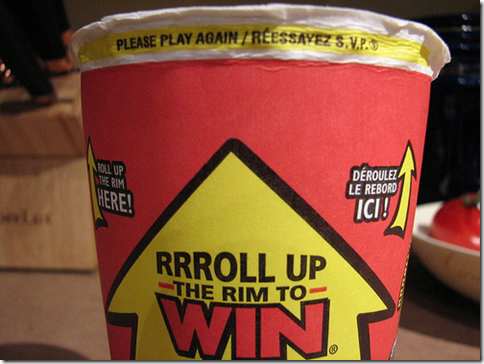 PLEASE PLAY AGAIN / RÉESSAYEZ S.V.P.®
ROLL UP
THE RIM
HERE!
DÉROULEZ
LE REBORD
ICI!
RRROLL UP
THE RIM TO
WIN®